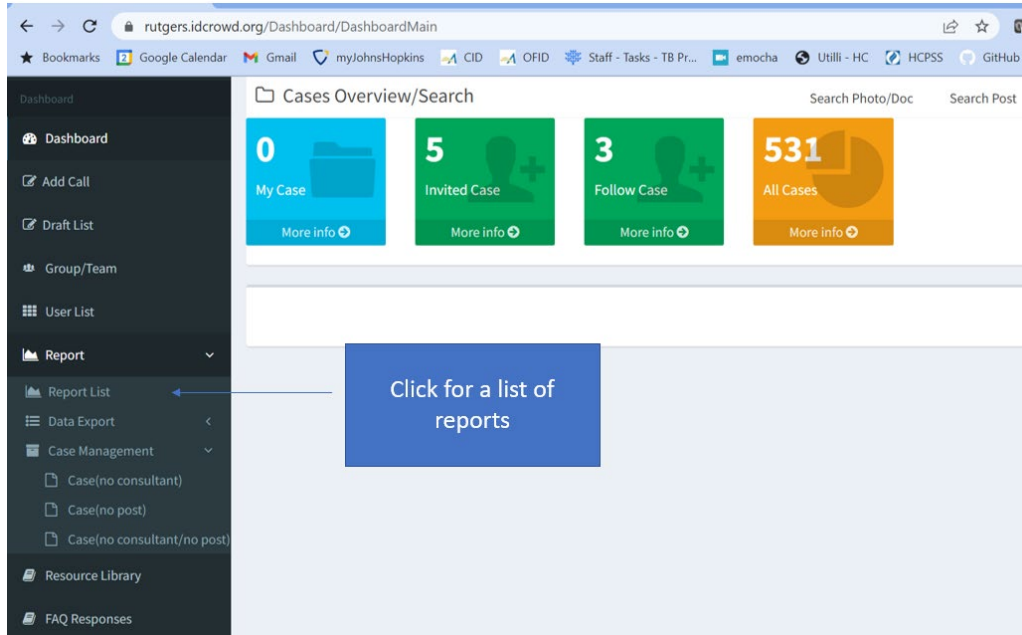 rutgers.idcrowd.org/Dashboard/DashboardMain
Bookmarks Google Calendar Gmail myJohnsHopkins CID OFID Staff - Tasks - TB Pr... emocha Utilli - HC HCPSS GitHub
Dashboard
Cases Overview/Search
Search Photo/Doc Search Post
Dashboard
Add Call
Draft List
Group/Team
User List
Report
Report List
Data Export
Case Management
Case(no consultant)
Case(no post)
Case(no consultant/no post)
Resource Library
FAQ Responses
0
My Case
More info
5
Invited Case
More info
3
Follow Case
More info
531
All Cases
More info
Click for a list of
reports